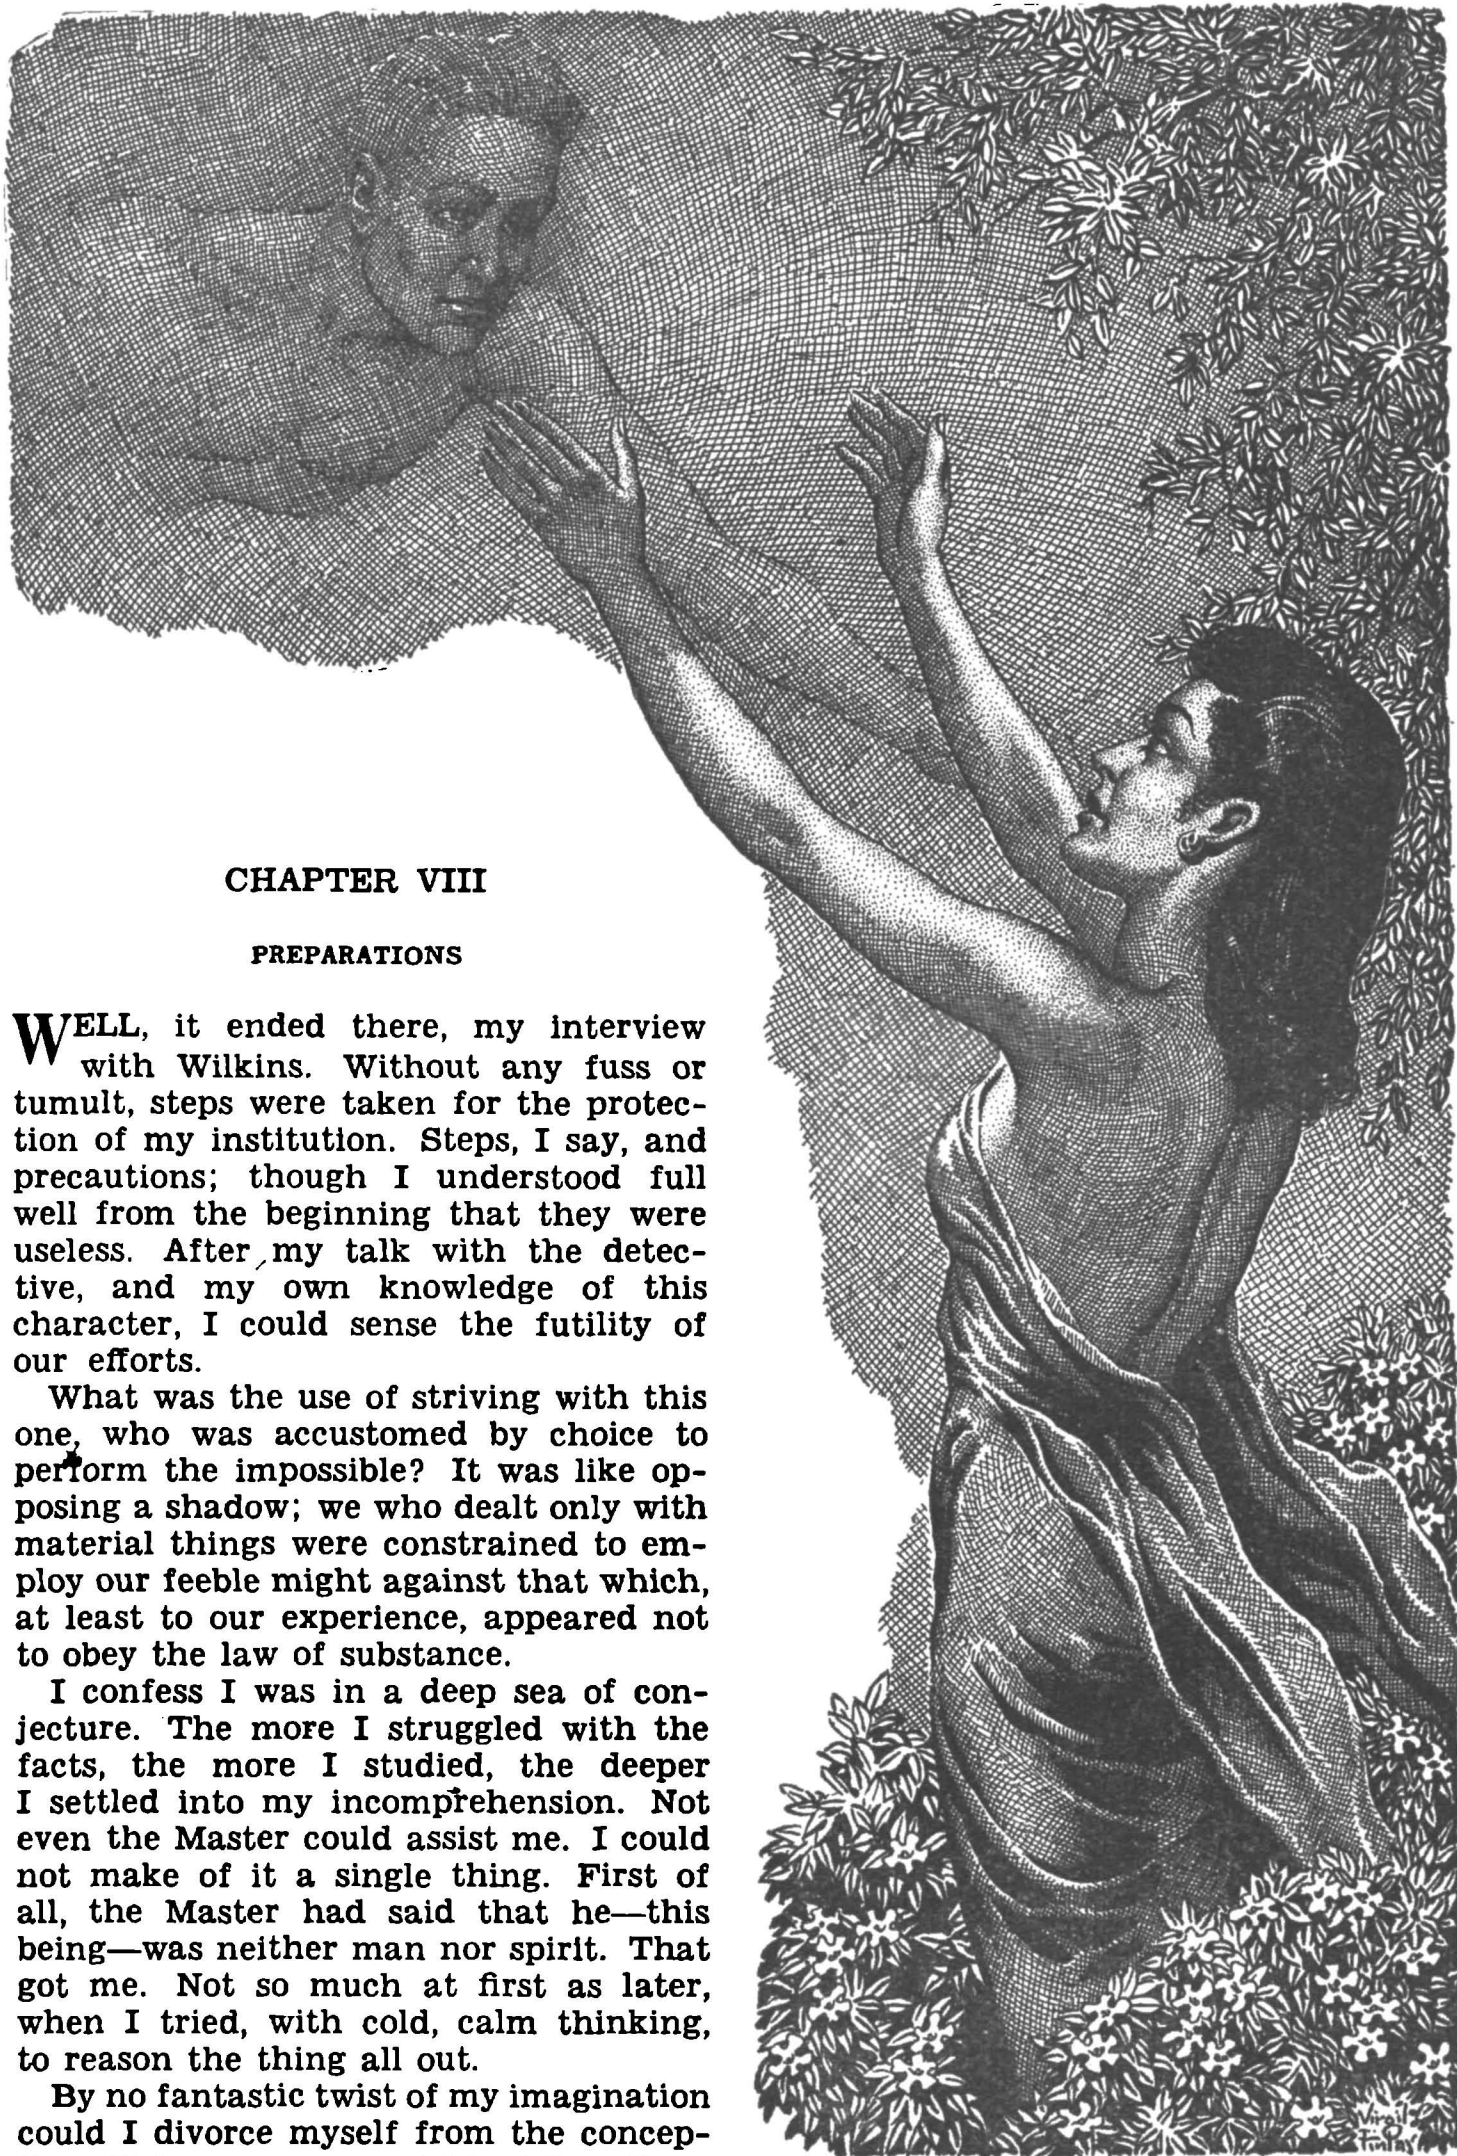 CHAPTER VIII
PREPARATIONS
WELL, it ended there, my interview
with Wilkins. Without any fuss or
tumult, steps were taken for the protec-
tion of my institution. Steps, I say, and
precautions; though I understood full
well from the beginning that they were
useless. After my talk with the detec-
tive, and my own knowledge of this
character, I could sense the futility of
our efforts.
What was the use of striving with this
one, who was accustomed by choice to
perform the impossible? It was like op-
posing a shadow; we who dealt only with
material things were constrained to em-
ploy our feeble might against that which,
at least to our experience, appeared not
to obey the law of substance.
I confess I was in a deep sea of con-
jecture. The more I struggled with the
facts, the more I studied, the deeper
I settled into my incomprehension. Not
even the Master could assist me. I could
not make of it a single thing. First of
all, the Master had said that he—this
being—was neither man nor spirit. That
got me. Not so much at first as later,
when I tried, with cold, calm thinking,
to reason the thing all out.
By no fantastic twist of my imagination
could I divorce myself from the concep-
Virgil
Finlay